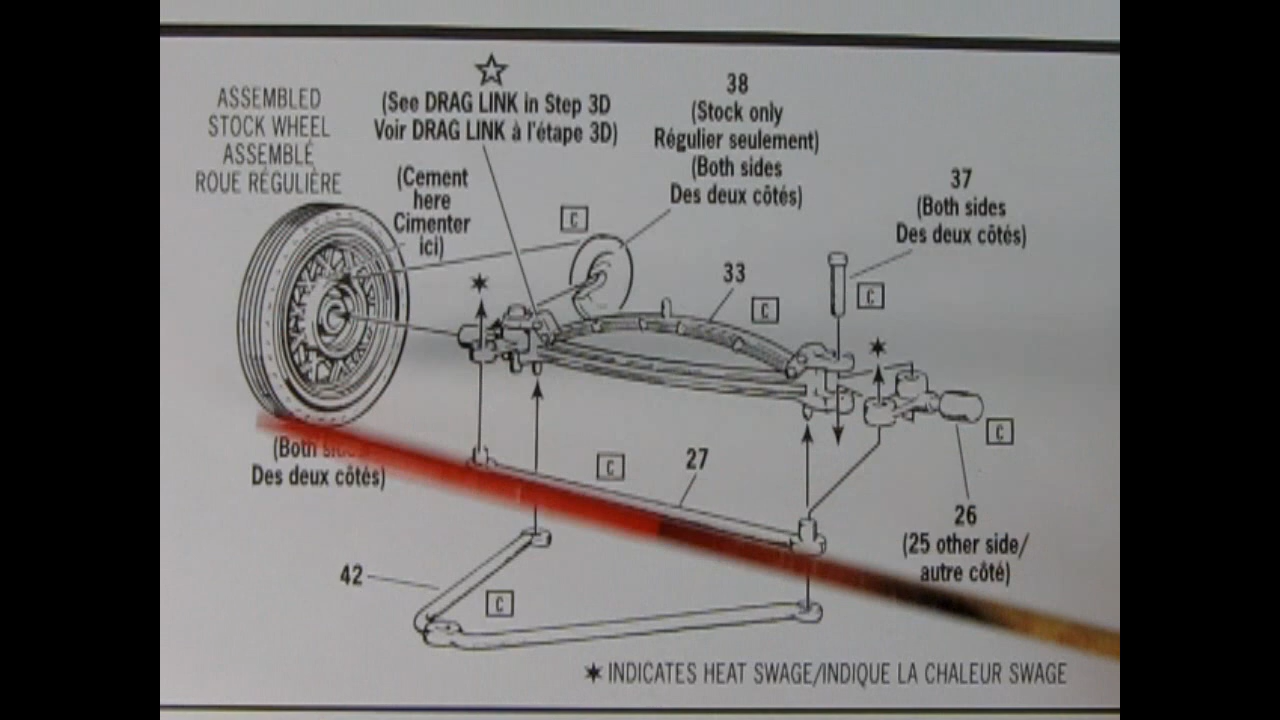 ASSEMBLED
STOCK WHEEL
ASSEMBLÉ
ROUE RÉGULIÈRE
☆
(See DRAG LINK in Step 3D
Voir DRAG LINK à l'étape 3D)
38
(Stock only
Régulier seulement)
(Both sides
Des deux côtés)
(Cement
here
Cimenter
ici)
37
(Both sides
Des deux côtés)
C
33
C
C
✶
✶
C
(Both
Des deux côtés)
C
27
26
(25 other side/
autre côté)
42
C
✶ INDICATES HEAT SWAGE/INDIQUE LA CHALEUR SWAGE